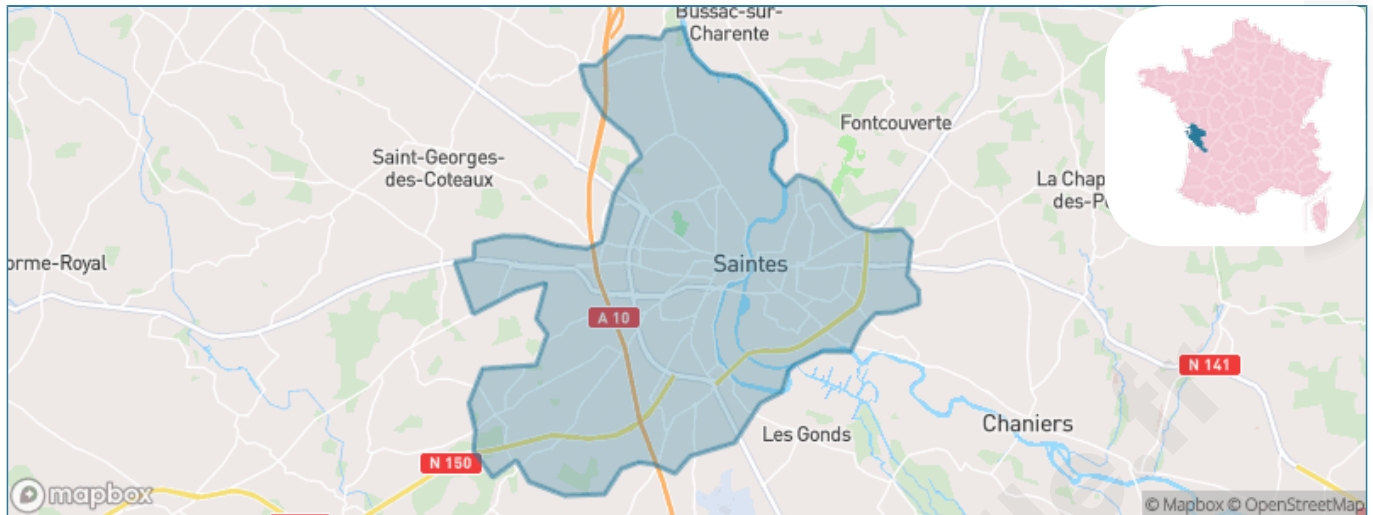 Bussac-sur-
Charente
Fontcouverte
Saint-Georges-
des-Coteaux
La Chap
des-P
orme-Royal
Saintes
A 10
N 141
Chaniers
Les Gonds
N 150
mapbox
© Mapbox © OpenStreetMap